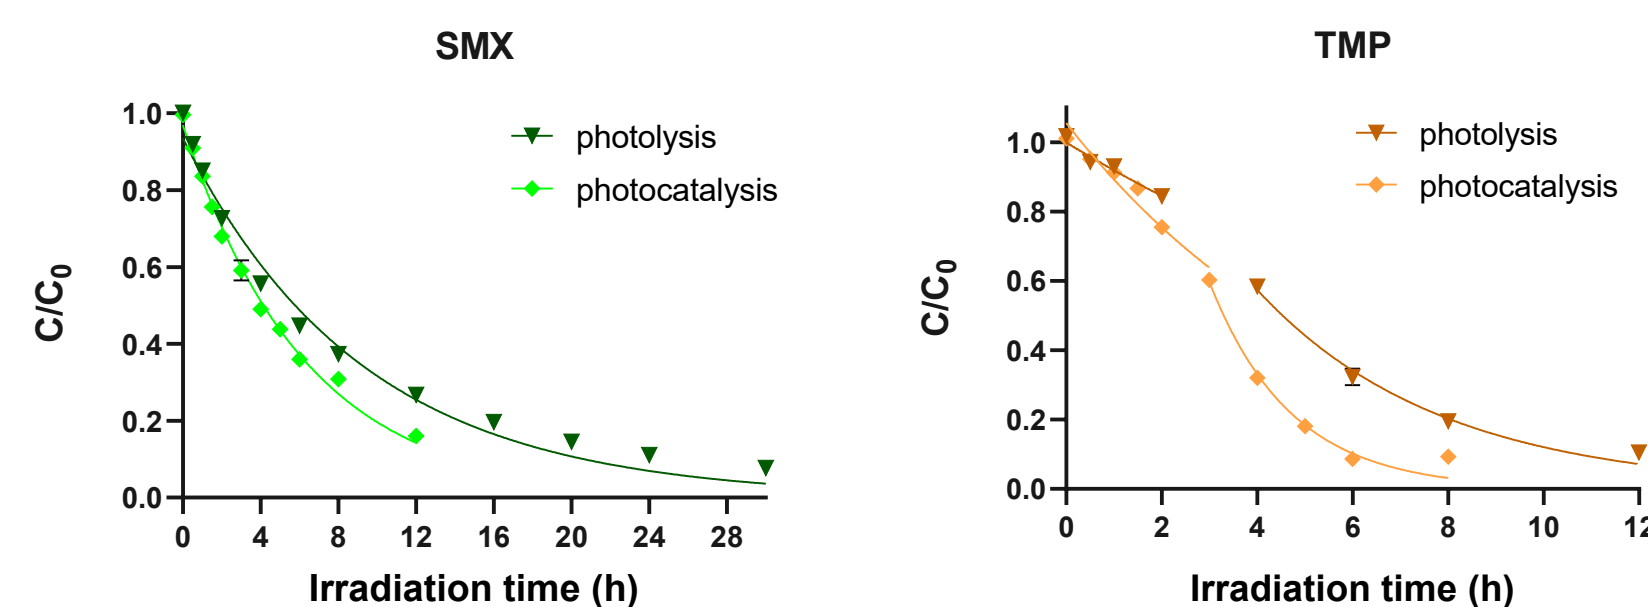 SMX
C/C0
1.0
0.8
0.6
0.4
0.2
0.0
0 4 8 12 16 20 24 28
Irradiation time (h)
photolysis
photocatalysis
TMP
C/C0
1.0
0.8
0.6
0.4
0.2
0.0
0 2 4 6 8 10 12
Irradiation time (h)
photolysis
photocatalysis